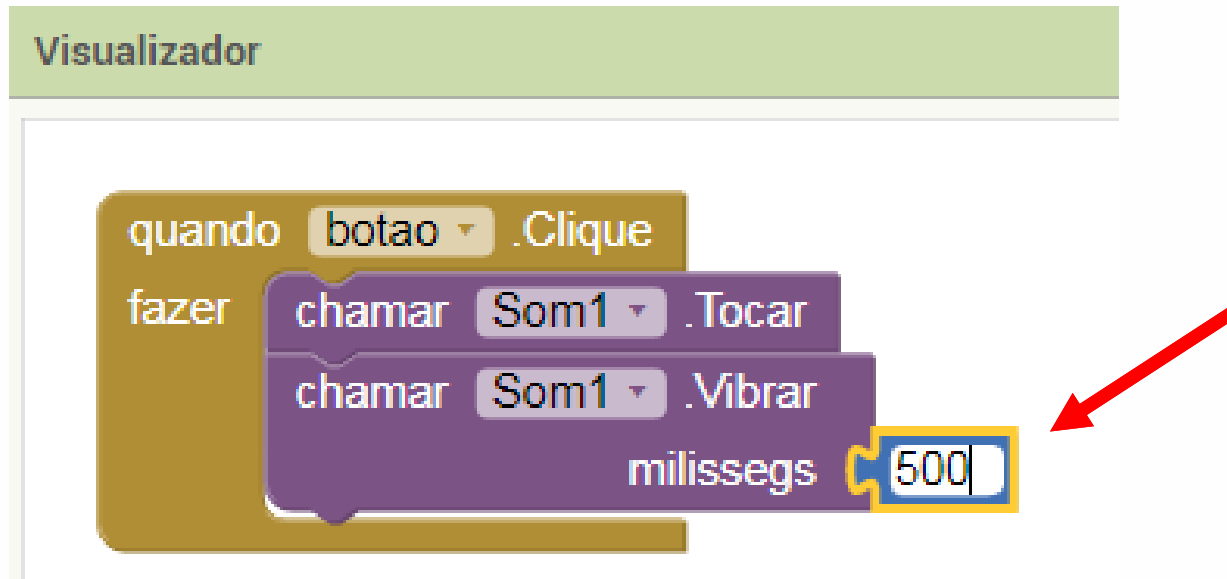 Visualizador
quando botao .Clique
fazer chamar Som1 .Tocar
chamar Som1 .Vibrar
milissegs 500